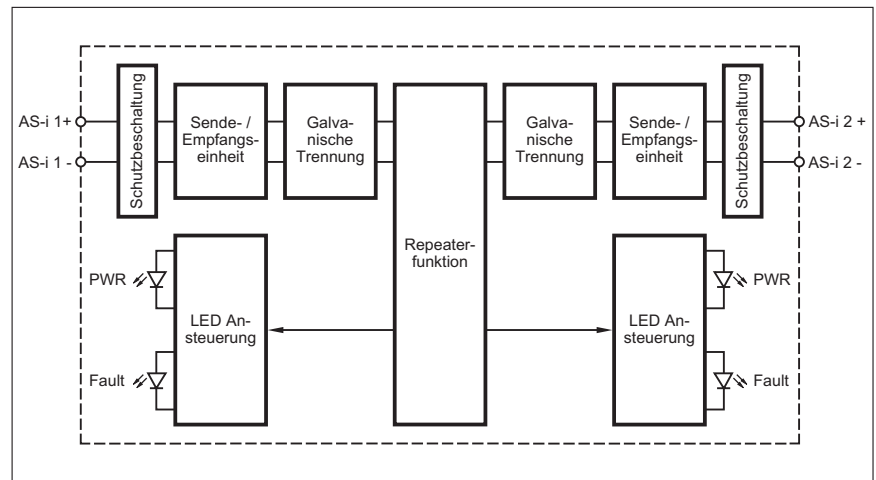 Schutzbeschaltung
AS-i 1+
AS-i 1 -
Sende- /
Empfangs-
einheit
Galva-
nische
Trennung
Repeater-
funktion
Galva-
nische
Trennung
Sende- /
Empfangs-
einheit
Schutzbeschaltung
AS-i 2 +
AS-i 2 -
PWR
Fault
LED An-
steuerung
LED An-
steuerung
PWR
Fault